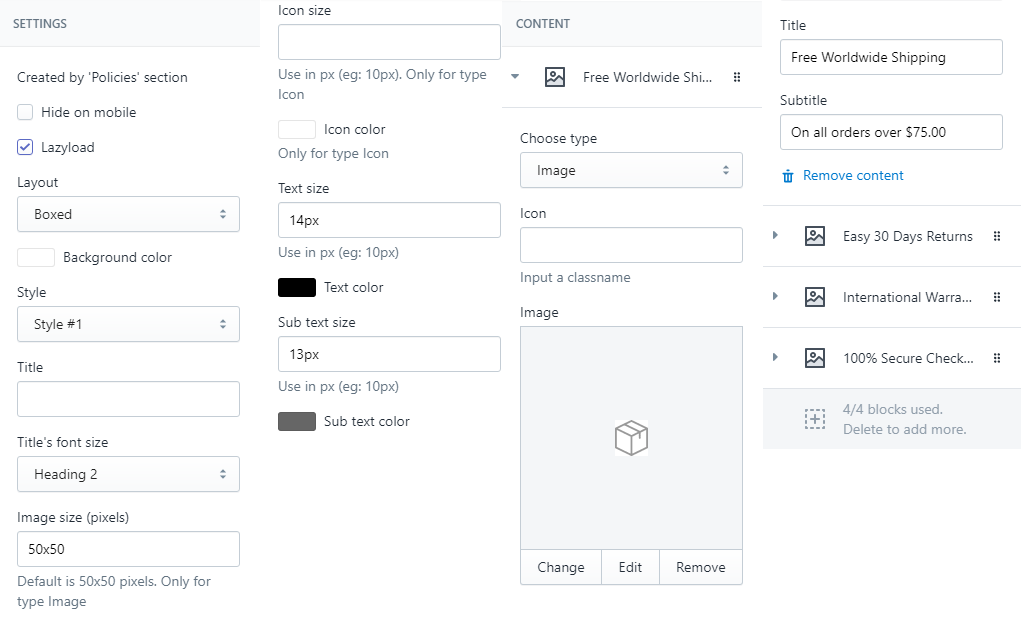 SETTINGS
Created by 'Policies' section
Hide on mobile
Lazyload
Layout
Boxed
Background color
Style
Style #1
Title
Title's font size
Heading 2
Image size (pixels)
50x50
Default is 50x50 pixels. Only for
type Image
Icon size
Use in px (eg: 10px). Only for type
Icon
Icon color
Only for type Icon
Text size
14px
Use in px (eg: 10px)
Text color
Sub text size
13px
Use in px (eg: 10px)
Sub text color
CONTENT
Free Worldwide Shi...
Choose type
Image
Icon
Input a classname
Image
Change Edit Remove
Title
Free Worldwide Shipping
Subtitle
On all orders over $75.00
Remove content
Easy 30 Days Returns
International Warra...
100% Secure Check...
4/4 blocks used.
Delete to add more.